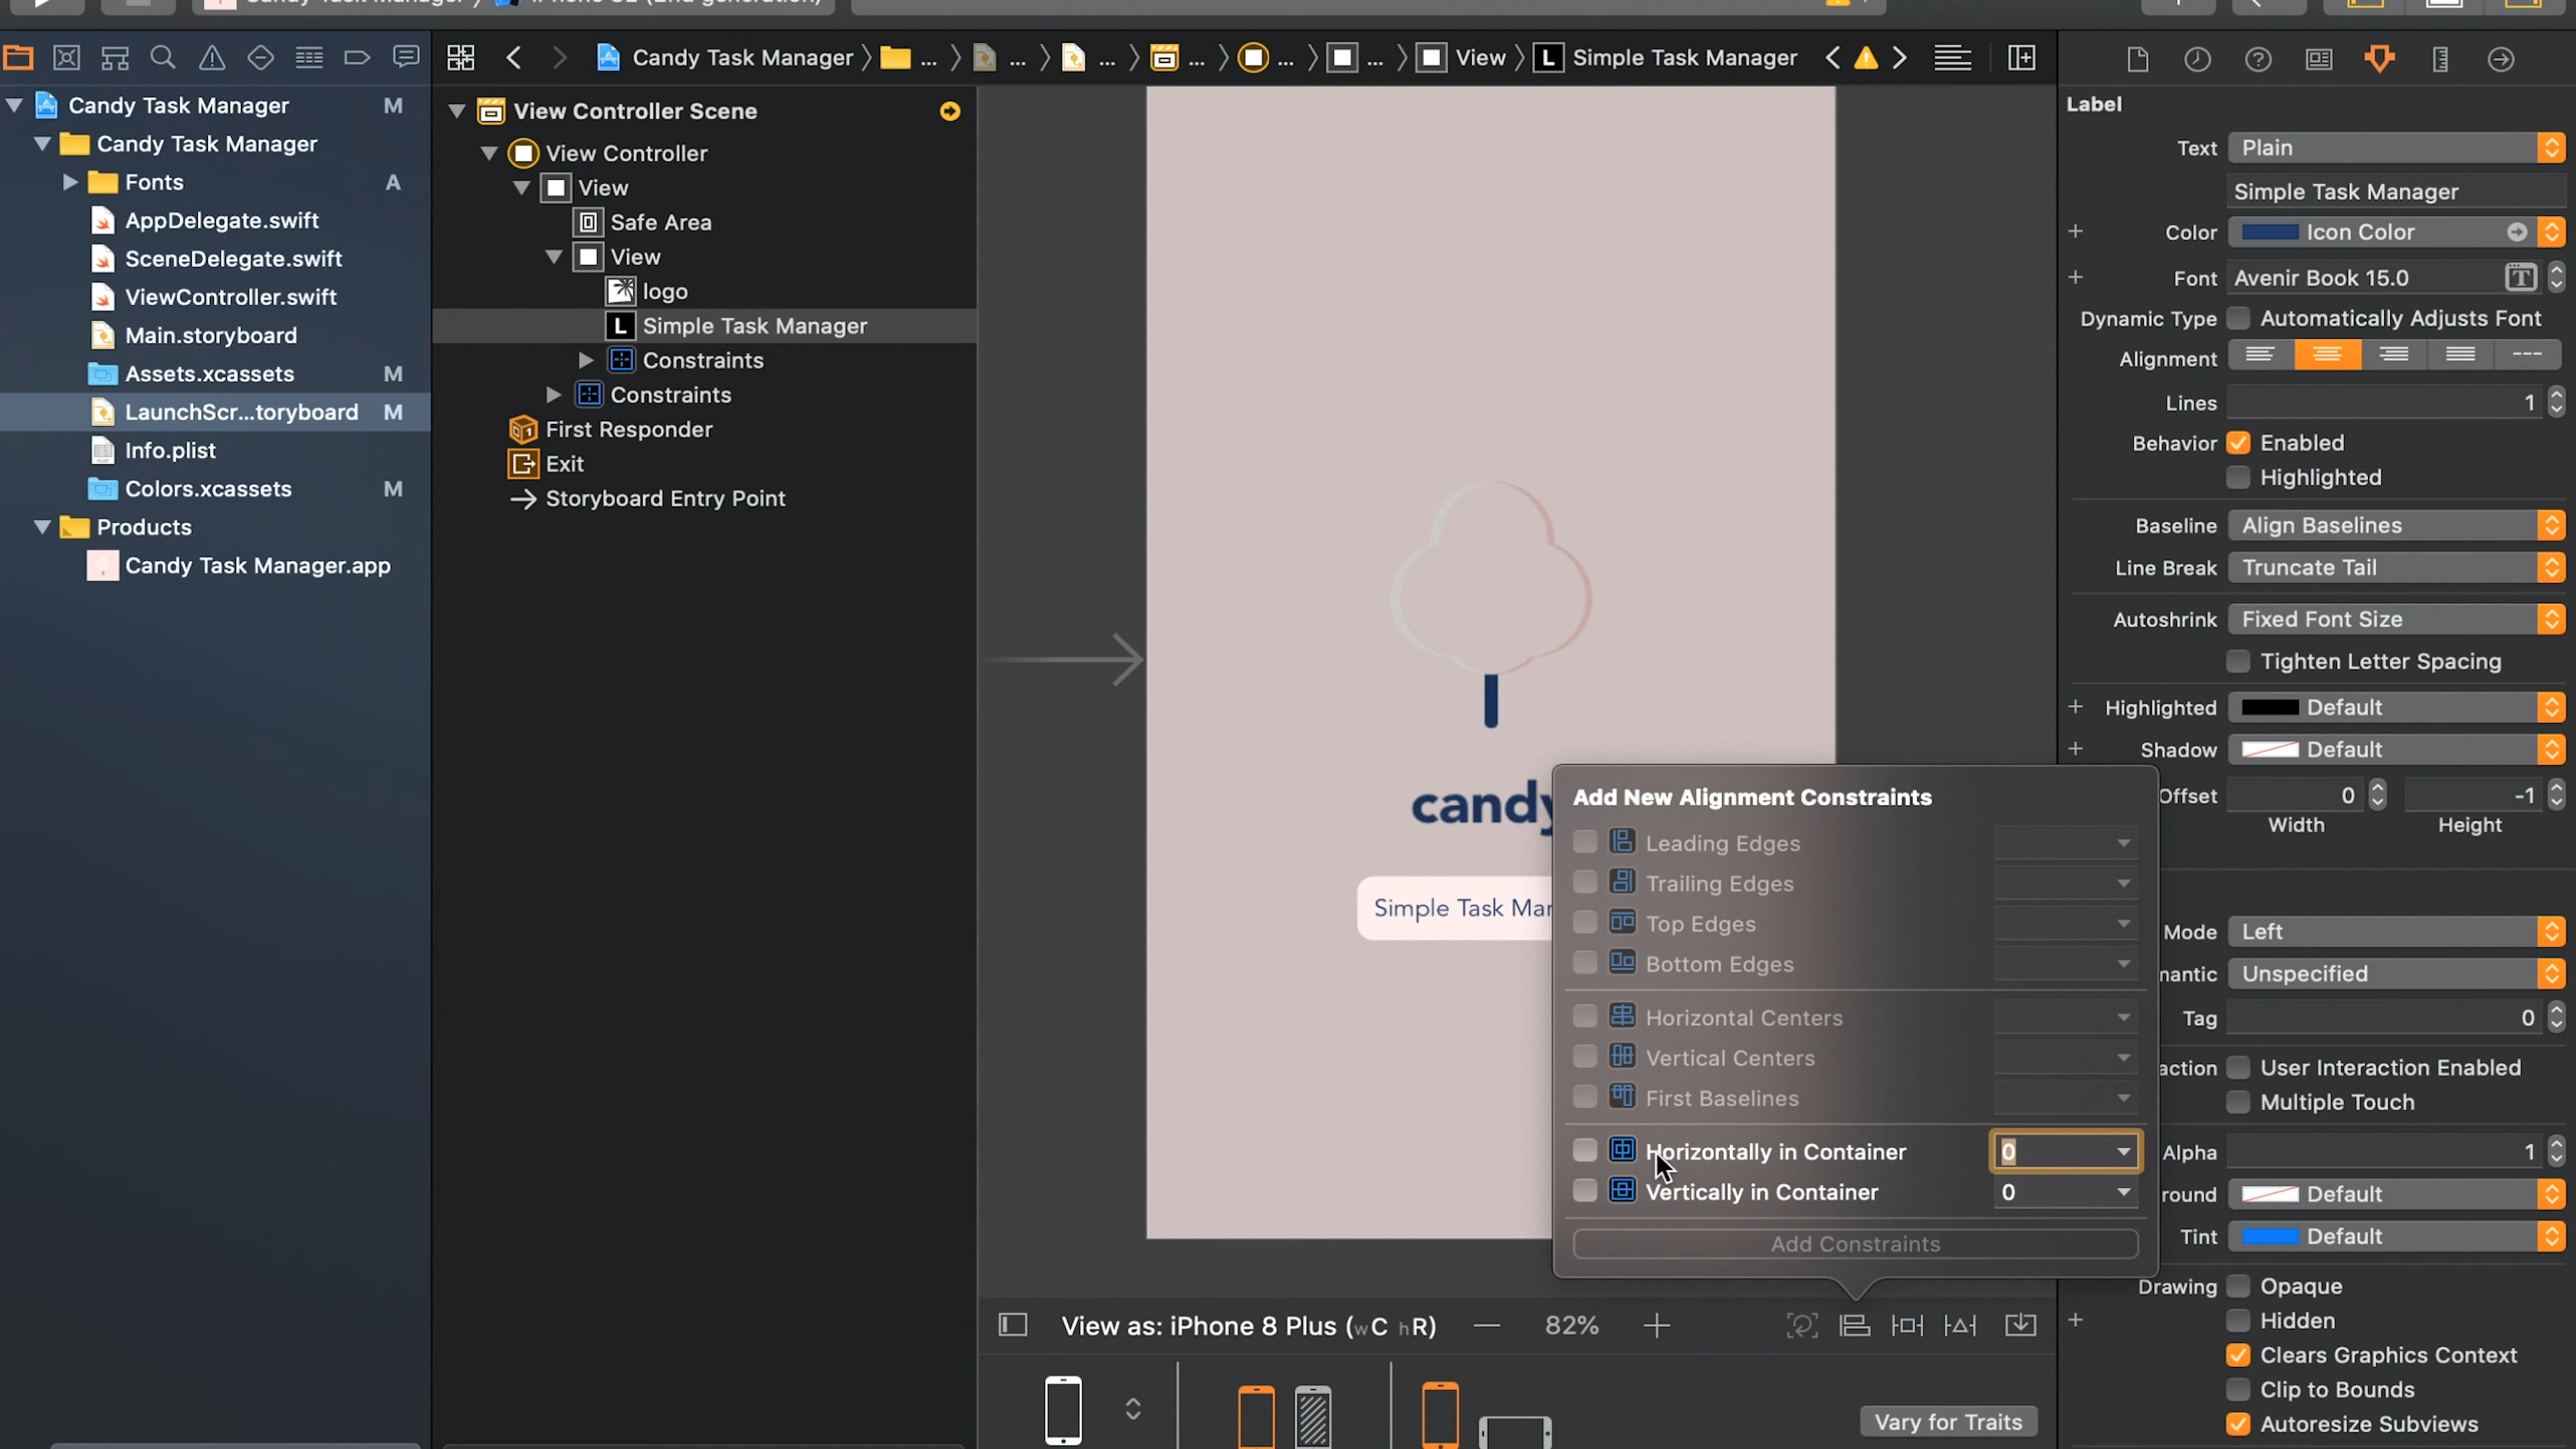 Candy Task Manager
...
...
...
...
...
...
View
L
Simple Task Manager
Candy Task Manager M
Candy Task Manager
Fonts A
AppDelegate.swift
SceneDelegate.swift
ViewController.swift
Main.storyboard
Assets.xcassets M
LaunchScr...toryboard M
Info.plist
Colors.xcassets M
Products
Candy Task Manager.app
View Controller Scene
View Controller
View
Safe Area
View
logo
L Simple Task Manager
Constraints
Constraints
First Responder
Exit
Storyboard Entry Point
candy
Simple Task Mar
Add New Alignment Constraints
Leading Edges
Trailing Edges
Top Edges
Bottom Edges
Horizontal Centers
Vertical Centers
First Baselines
Horizontally in Container 0
Vertically in Container 0
Add Constraints
View as: iPhone 8 Plus (wC hR)
82%
Vary for Traits
Label
Text Plain
Simple Task Manager
+ Color Icon Color
+ Font Avenir Book 15.0 T
Dynamic Type Automatically Adjusts Font
Alignment ---
Lines 1
Behavior Enabled
Highlighted
Baseline Align Baselines
Line Break Truncate Tail
Autoshrink Fixed Font Size
Tighten Letter Spacing
+ Highlighted Default
+ Shadow Default
Offset 0 -1
Width Height
Mode Left
mantic Unspecified
Tag 0
action User Interaction Enabled
Multiple Touch
Alpha 1
round Default
Tint Default
Drawing Opaque
+ Hidden
Clears Graphics Context
Clip to Bounds
Autoresize Subviews